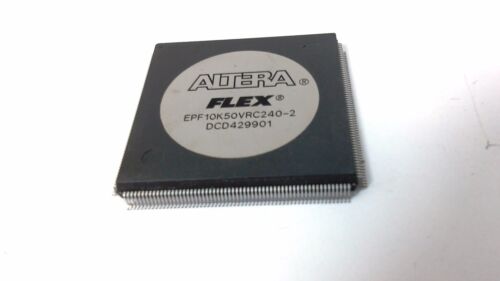 ALTERA®
FLEX®
EPF10K50VRC240-2
DCD429901